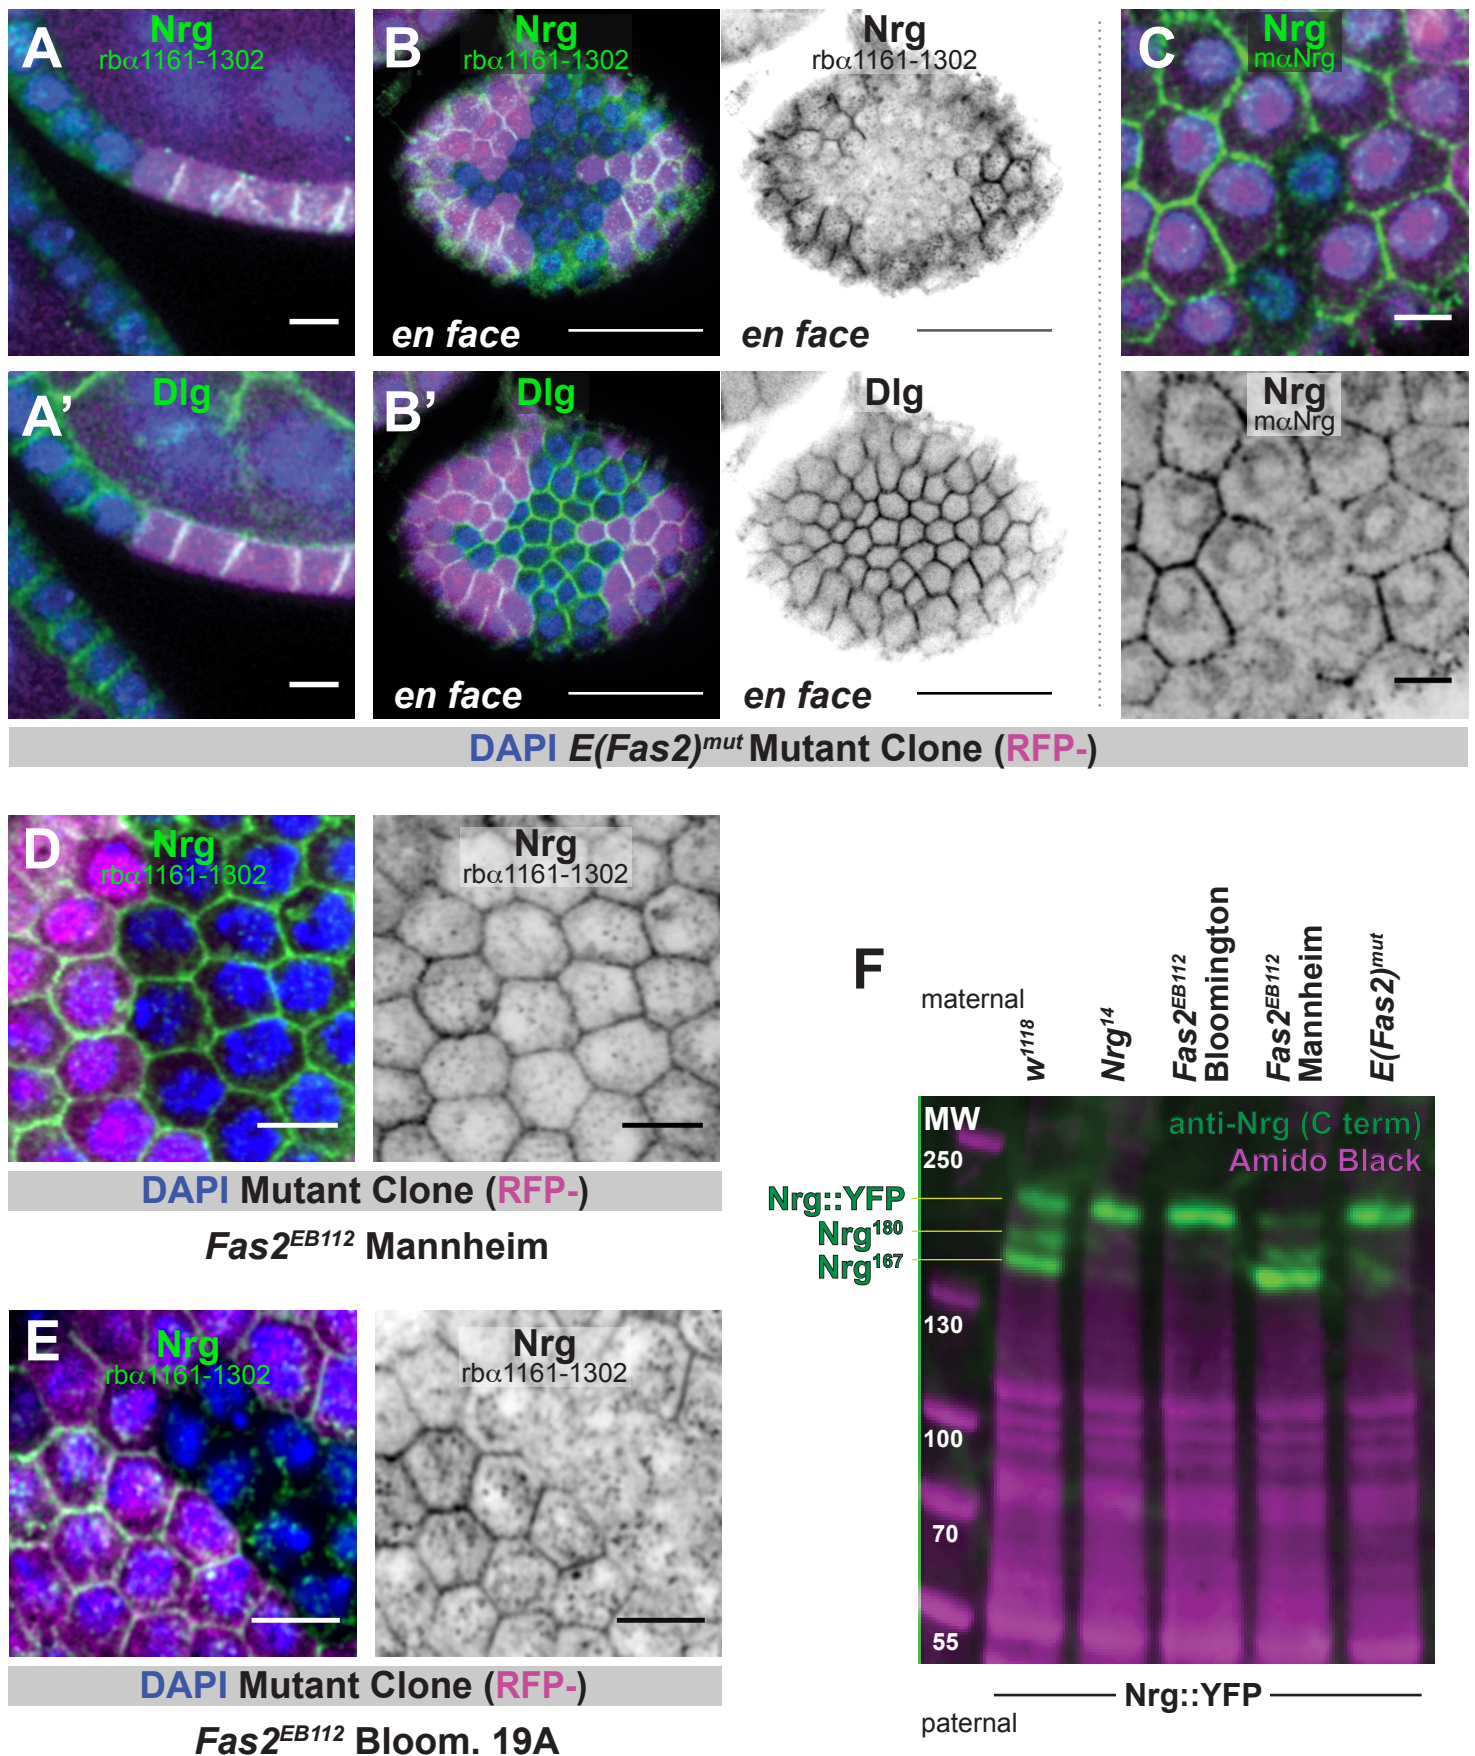 A
Nrg
rbα1161-1302
B
Nrg
rbα1161-1302
en face
Nrg
rbα1161-1302
en face
C
Nrg
mαNrg
A’
Dlg
B’
Dlg
en face
Dlg
en face
Nrg
mαNrg
DAPI E(Fas2)mut Mutant Clone (RFP-)
D
Nrg
rbα1161-1302
Nrg
rbα1161-1302
DAPI Mutant Clone (RFP-)
Fas2EB112 Mannheim
E
Nrg
rbα1161-1302
Nrg
rbα1161-1302
DAPI Mutant Clone (RFP-)
Fas2EB112 Bloom. 19A
F
maternal
w1118
Nrg14
Fas2EB112
Bloomington
Fas2EB112
Mannheim
E(Fas2)mut
MW
anti-Nrg (C term)
Amido Black
250
Nrg::YFP
Nrg180
Nrg167
130
100
70
55
Nrg::YFP
paternal